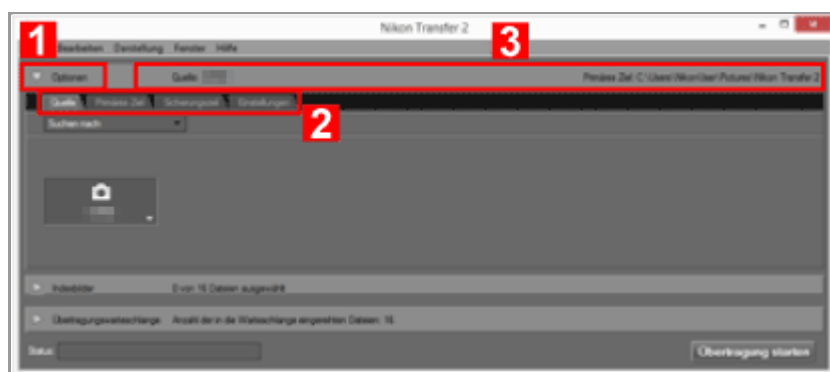 Nikon Transfer 2
1
Bearbeiten Darstellung Fenster Hilfe
3
Optionen Quelle: Primäres Ziel: C:\Users\NikonUser\Pictures\Nikon Transfer 2
Quelle Primäres Ziel Sicherungsziel Einstellungen
2
Suchen nach
Indexbilder 0 von 16 Dateien ausgewählt
Übertragungswarteschlange Anzahl der in die Warteschlange eingereihten Dateien: 16
Status:
Übertragung starten